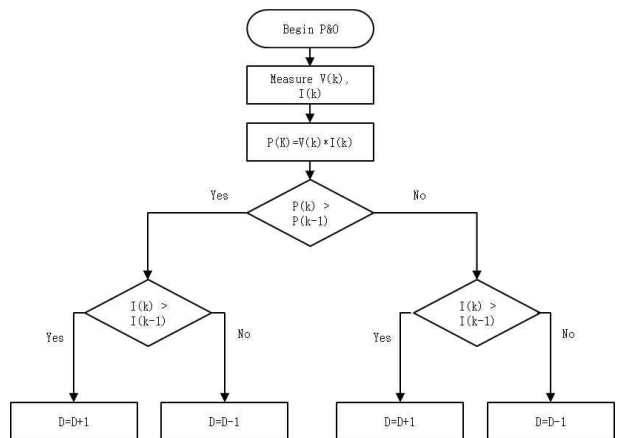 Begin P&O
Measure V(k),
I(k)
P(K)=V(k)*I(k)
Yes
No
P(k) >
P(k-1)
I(k) >
I(k-1)
Yes
No
I(k) >
I(k-1)
Yes
No
D=D+1
D=D-1
D=D+1
D=D-1